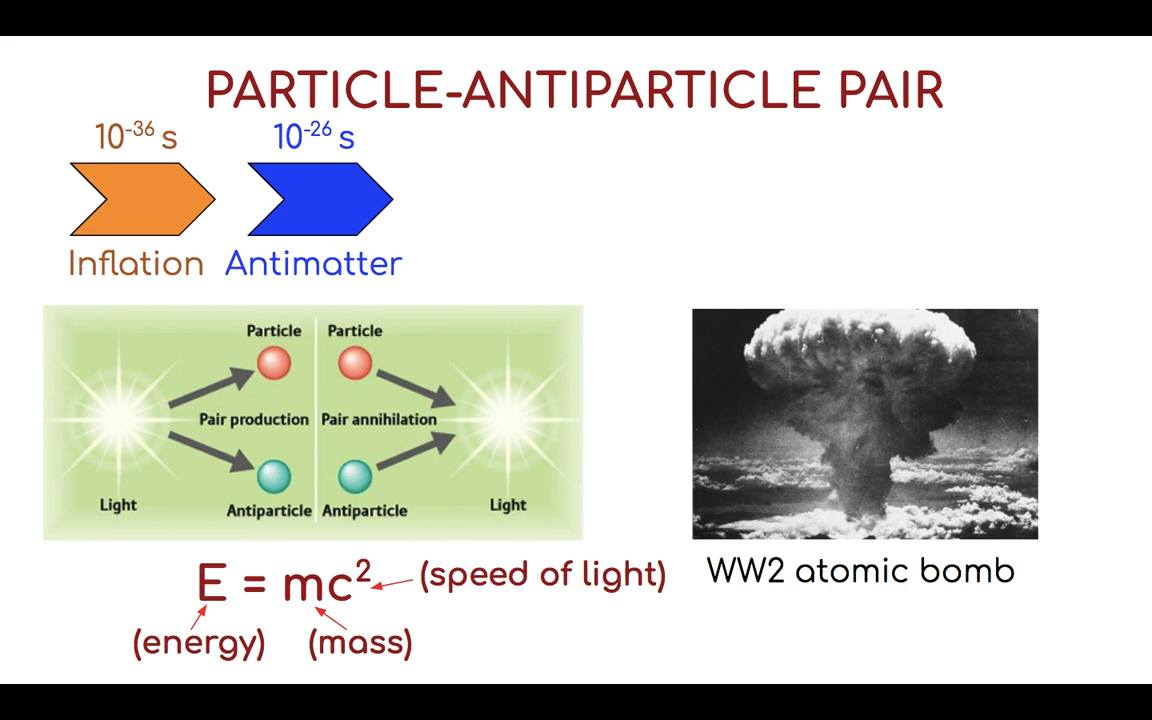 PARTICLE-ANTIPARTICLE PAIR
10⁻³⁶ s
10⁻²⁶ s
Inflation
Antimatter
Particle
Particle
Pair production
Pair annihilation
Light
Antiparticle
Antiparticle
Light
E = mc²
(speed of light)
(energy)
(mass)
WW2 atomic bomb